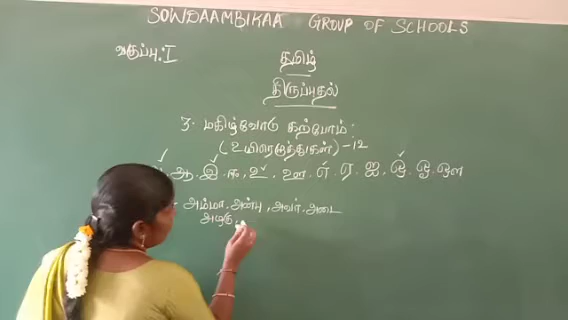 SOWDAAMBIKAA GROUP OF SCHOOLS
வகுப்பு: I
தமிழ்
திருப்புதல்
3. மகிழ்வோடு கற்போம்:
(உயிரெழுத்துகள்) - 12
ஆ, இ, ஈ, உ, ஊ, எ, ஏ, ஐ, ஒ, ஓ, ஔ
அம்மா, அன்பு, அவர், அடை
அழகு,